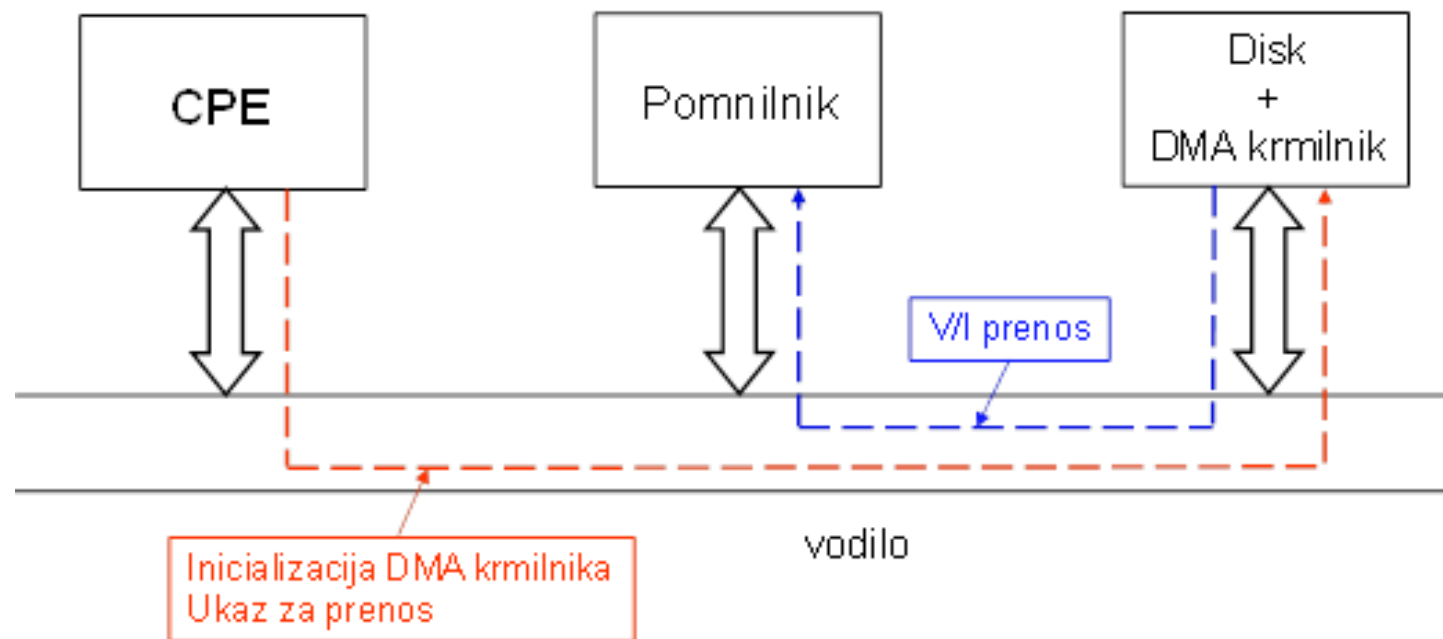 CPE
Pomnilnik
Disk
+
DMA krmilnik
V/I prenos
Inicializacija DMA krmilnika
Ukaz za prenos
vodilo